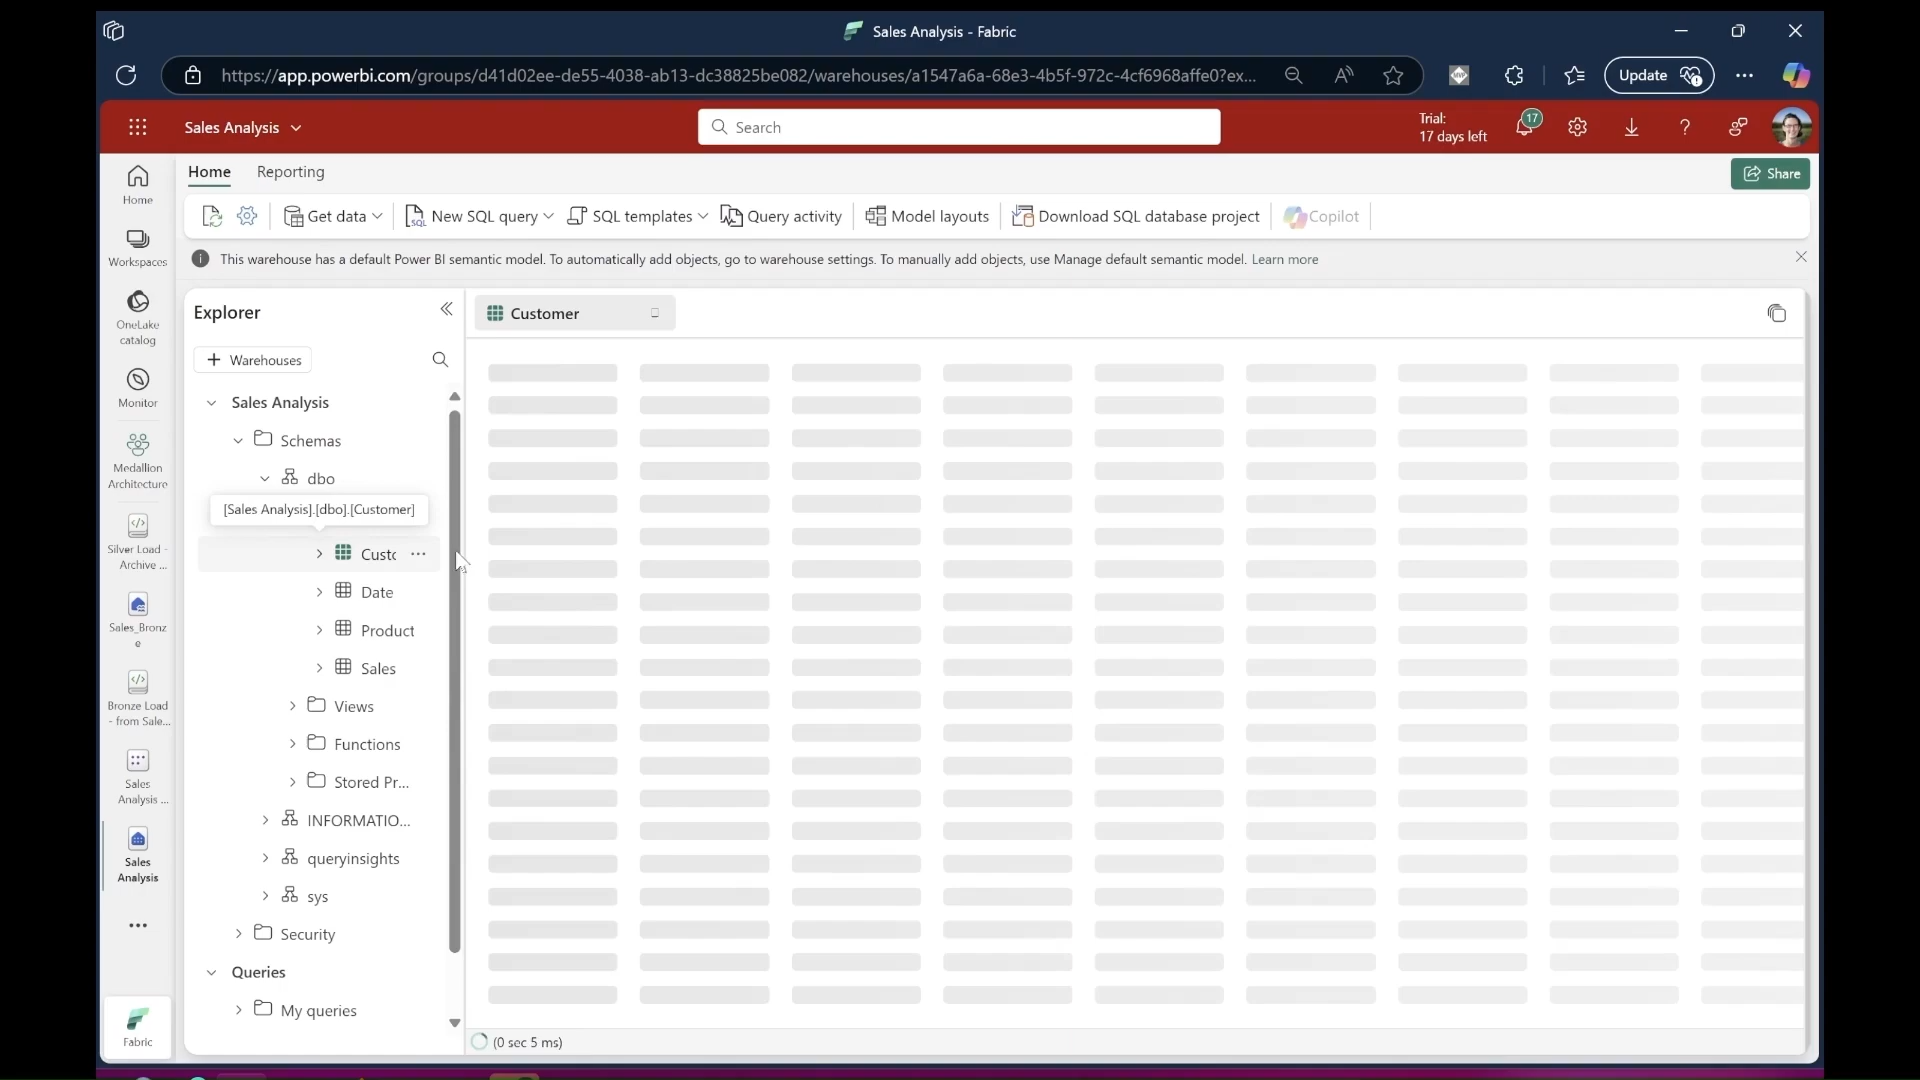 Sales Analysis - Fabric
https://app.powerbi.com/groups/d41d02ee-de55-4038-ab13-dc38825be082/warehouses/a1547a6a-68e3-4b5f-972c-4cf6968affe0?ex...
Update
Sales Analysis
Search
Trial:
17 days left
17
Home
Reporting
Share
Get data
New SQL query
SQL templates
Query activity
Model layouts
Download SQL database project
Copilot
This warehouse has a default Power BI semantic model. To automatically add objects, go to warehouse settings. To manually add objects, use Manage default semantic model. Learn more
Home
Workspaces
OneLake
catalog
Monitor
Medallion
Architecture
Silver Load -
Archive ...
Sales_Bronz
e
Bronze Load
- from Sale...
Sales
Analysis ...
Sales
Analysis
Fabric
Explorer
Warehouses
Sales Analysis
Schemas
dbo
[Sales Analysis].[dbo].[Customer]
Custo
Date
Product
Sales
Views
Functions
Stored Pr...
INFORMATIO...
queryinsights
sys
Security
Queries
My queries
Customer
(0 sec 5 ms)